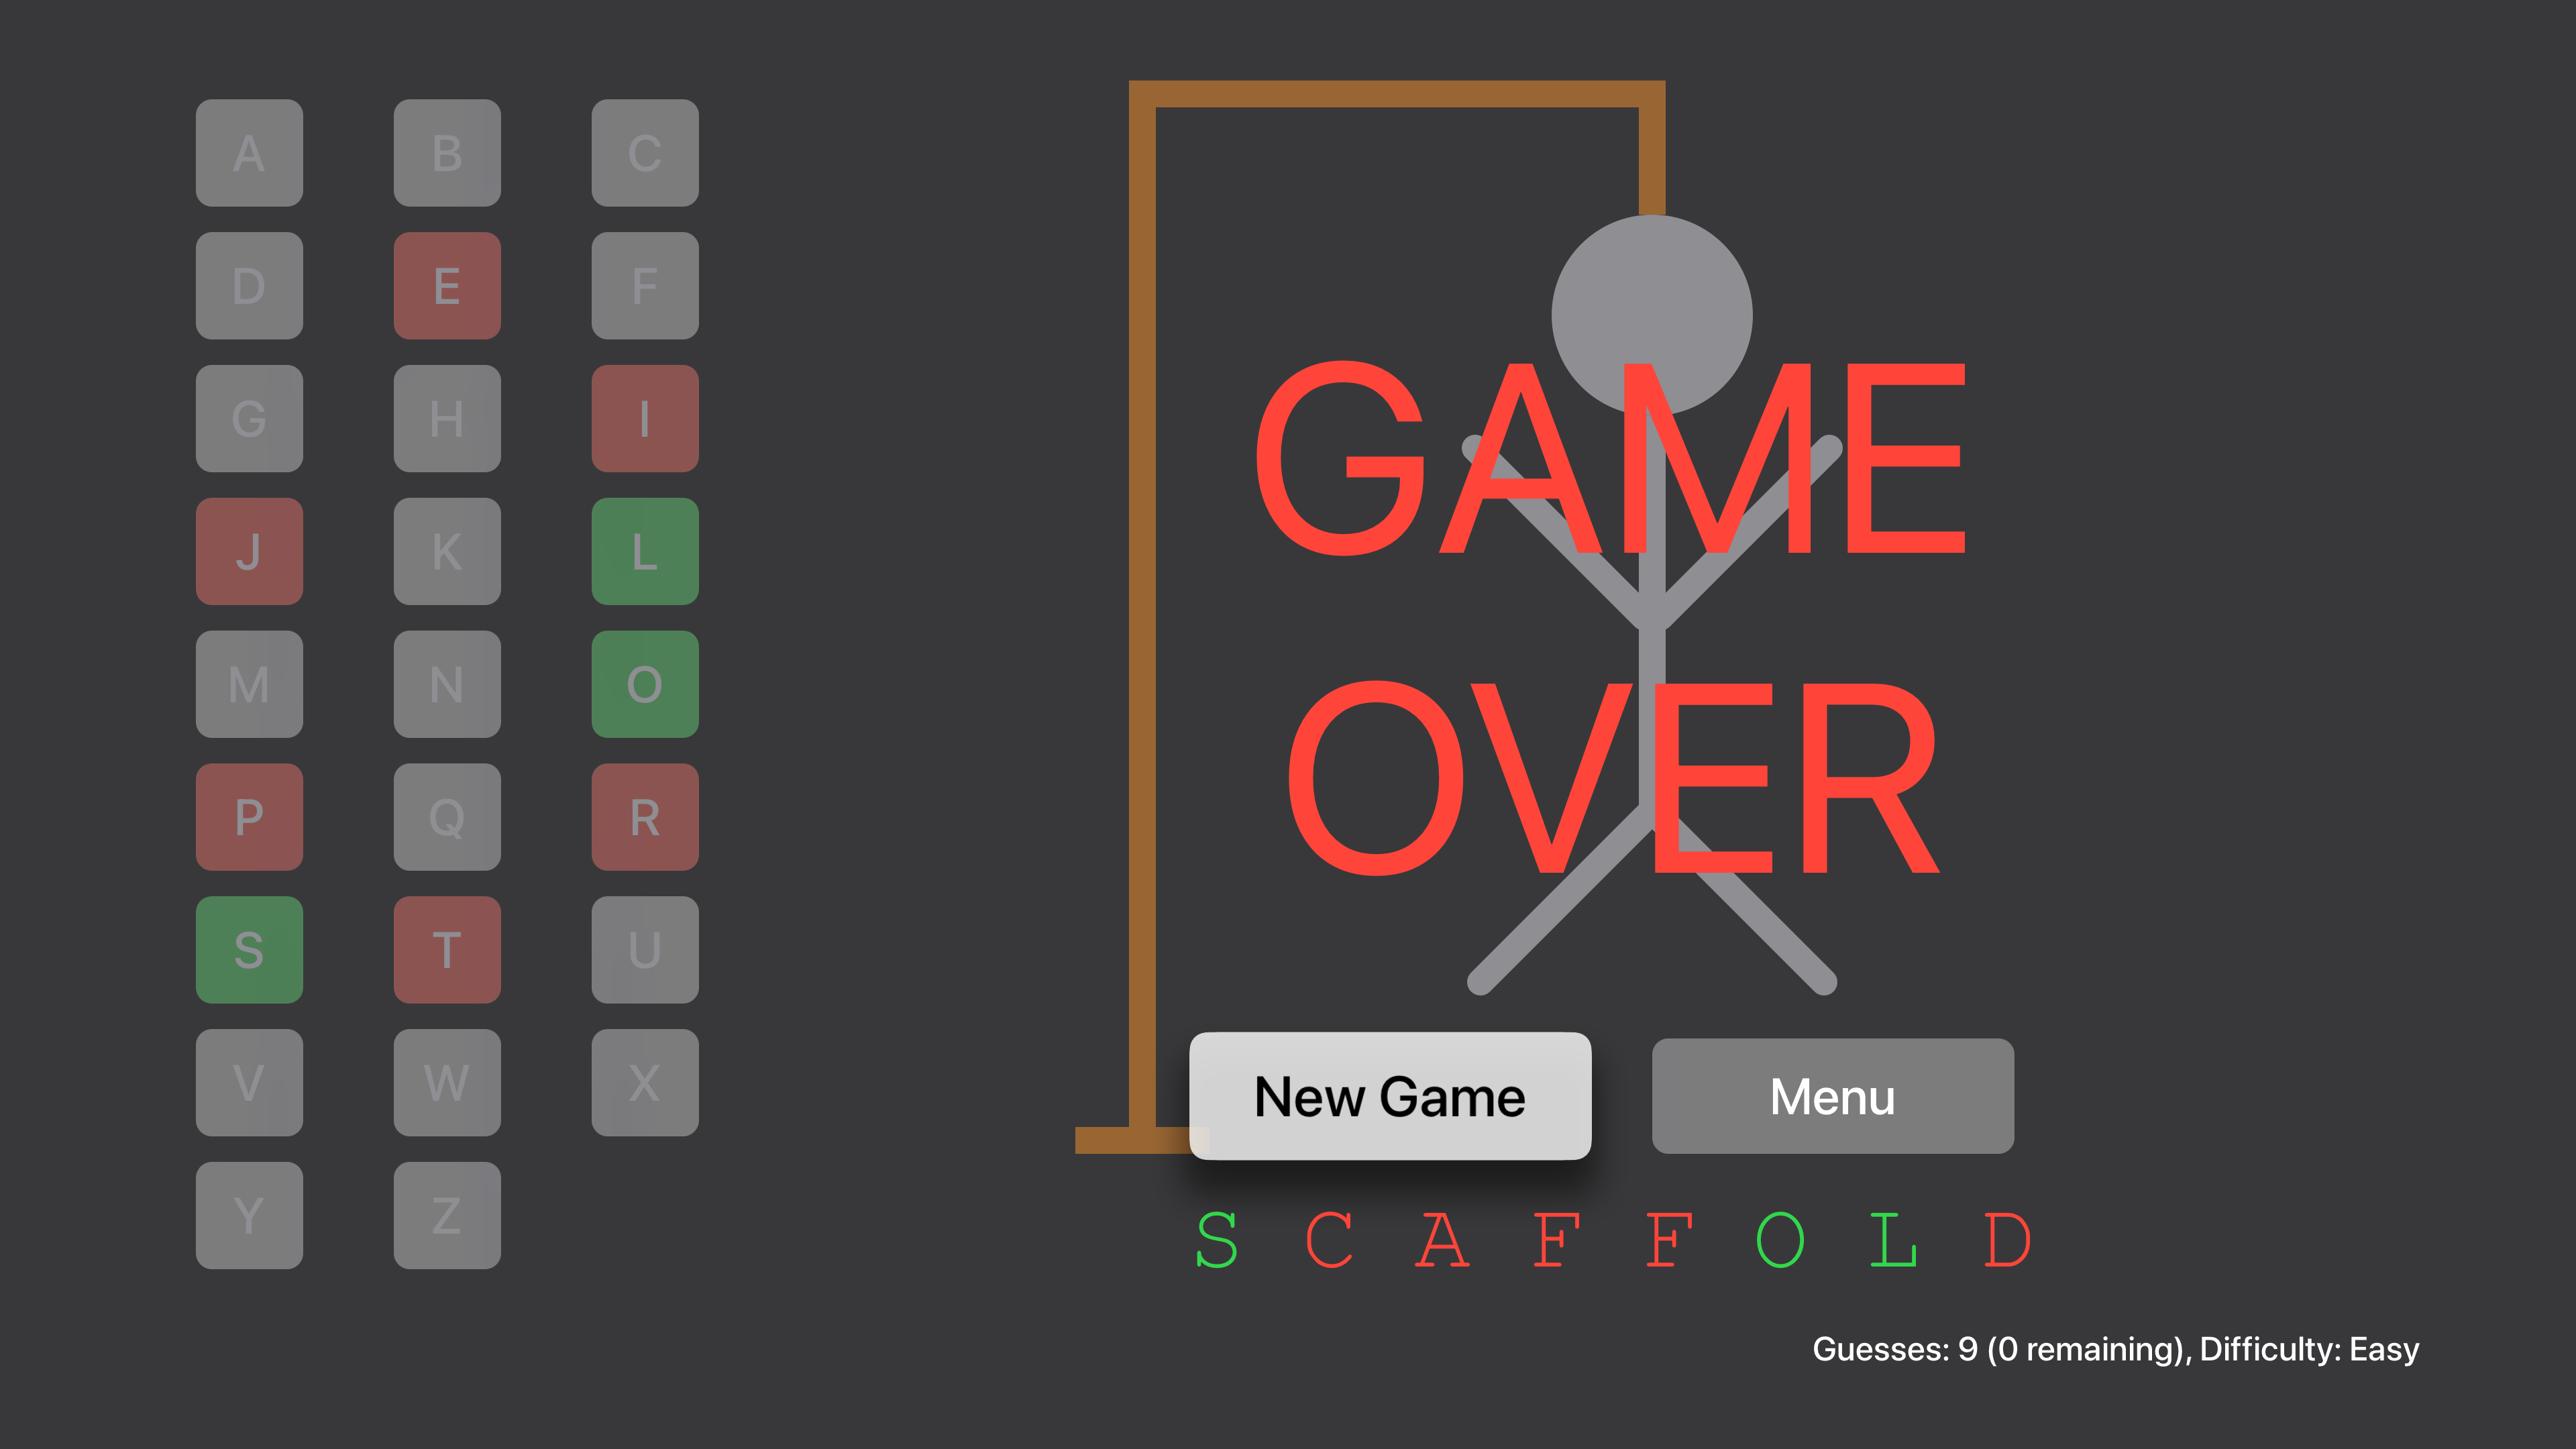 A B C
D E F
G H I
J K L
M N O
P Q R
S T U
V W X
Y Z
GAME
OVER
New Game
Menu
S C A F F O L D
Guesses: 9 (0 remaining), Difficulty: Easy